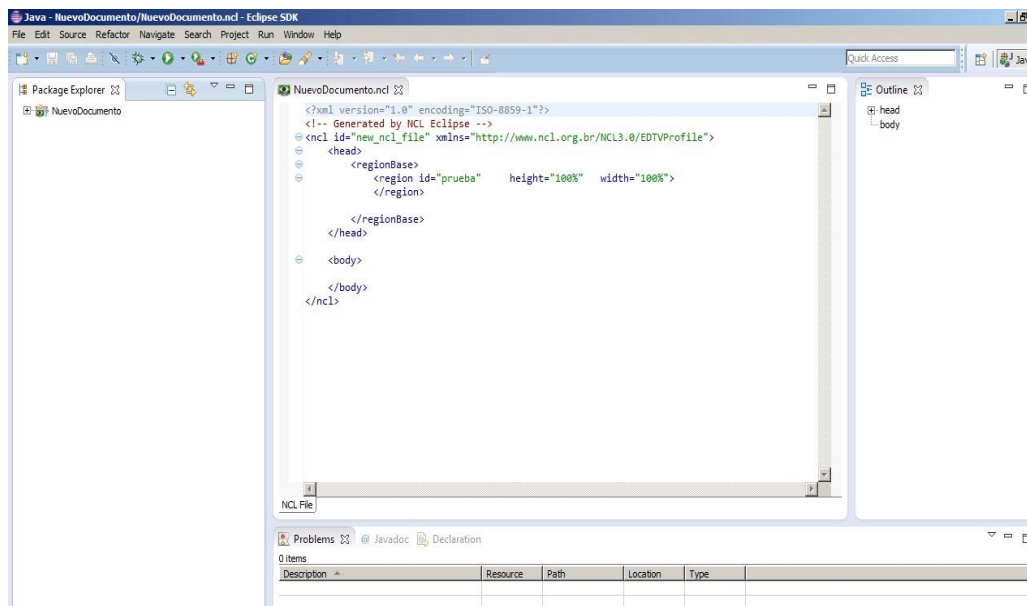 Java - NuevoDocumento/NuevoDocumento.ncl - Eclipse SDK
File Edit Source Refactor Navigate Search Project Run Window Help
Quick Access
Package Explorer
NuevoDocumento
NuevoDocumento.ncl
<?xml version="1.0" encoding="ISO-8859-1"?>
<!-- Generated by NCL Eclipse -->
<ncl id="new_ncl_file" xmlns="http://www.ncl.org.br/NCL3.0/EDTVProfile">
<head>
<regionBase>
<region id="prueba" height="100%" width="100%">
</region>
</regionBase>
</head>
<body>
</body>
</ncl>
NCL File
Outline
head
body
Problems @ Javadoc Declaration
0 items
Description Resource Path Location Type